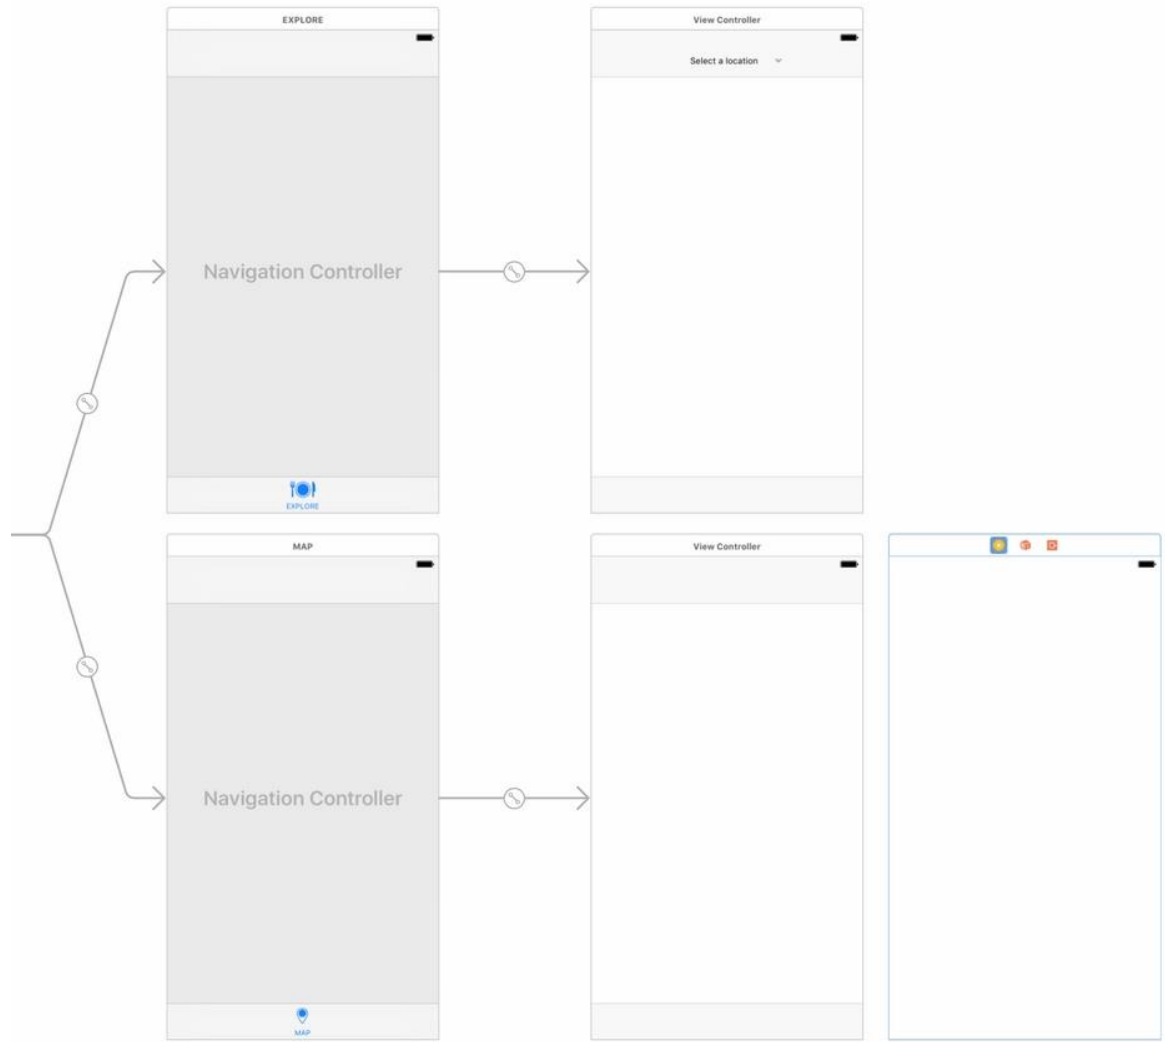 EXPLORE
View Controller
Select a location
Navigation Controller
EXPLORE
MAP
View Controller
Navigation Controller
MAP